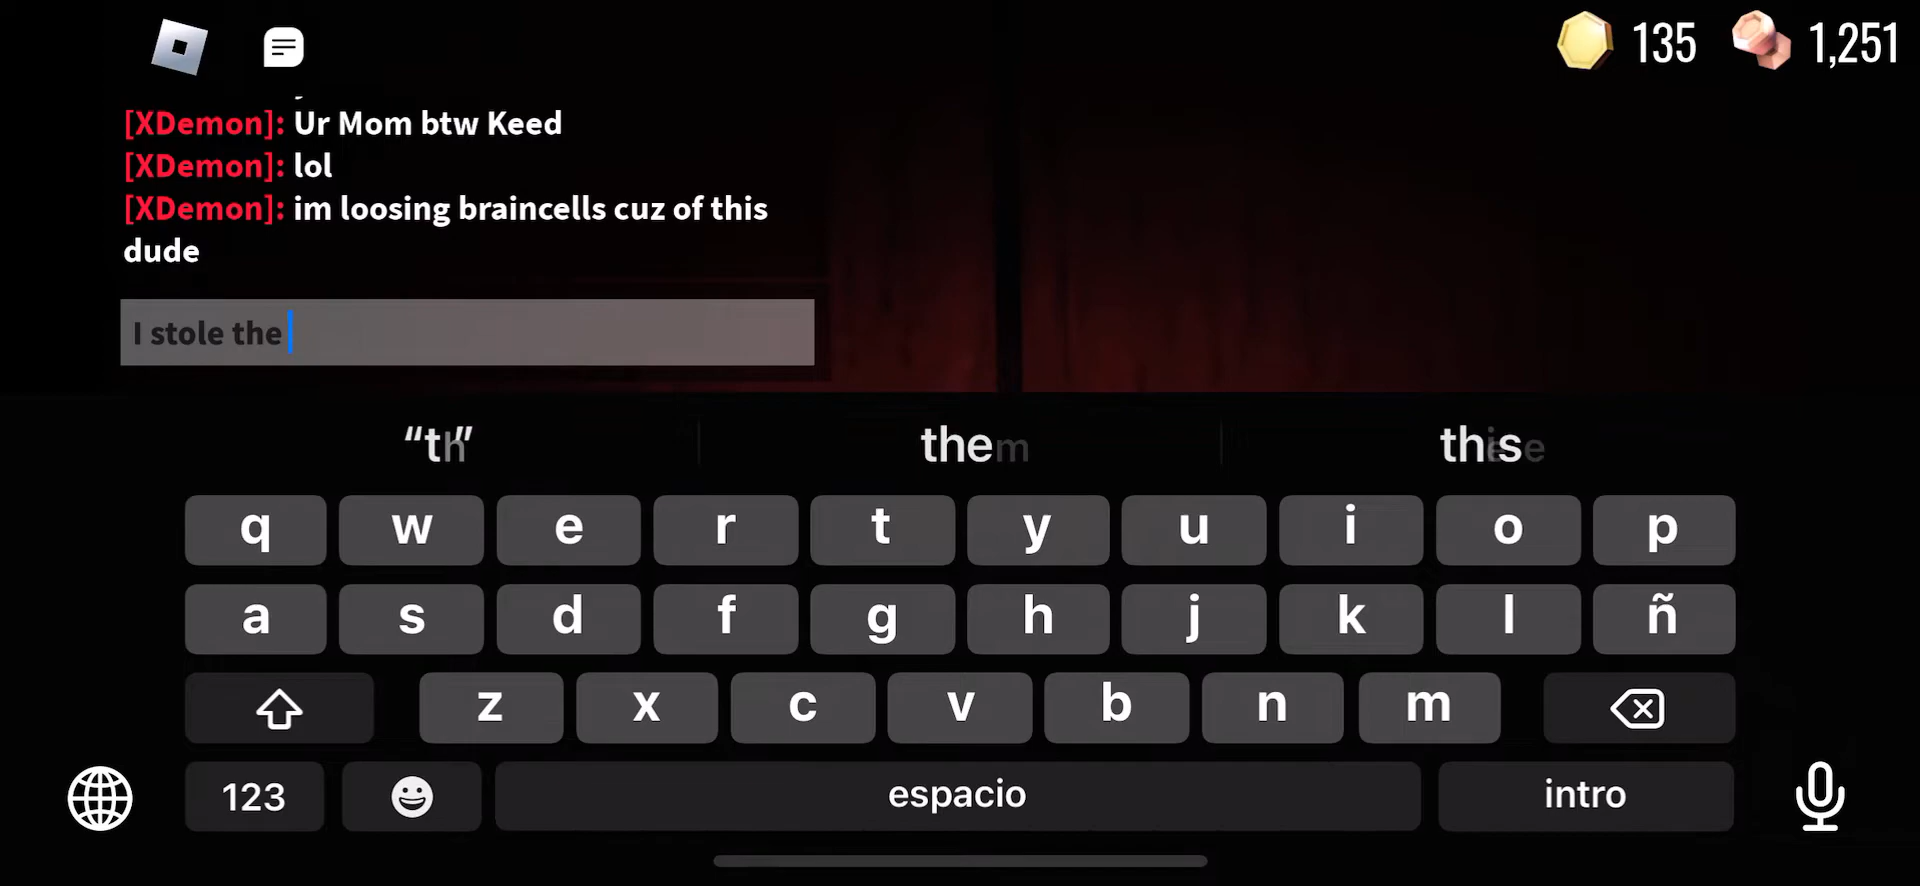 135 1,251
[XDemon]: Ur Mom btw Keed
[XDemon]: lol
[XDemon]: im loosing braincells cuz of this
dude
I stole the
“th” them this
q w e r t y u i o p
a s d f g h j k l ñ
z x c v b n m
123 espacio intro